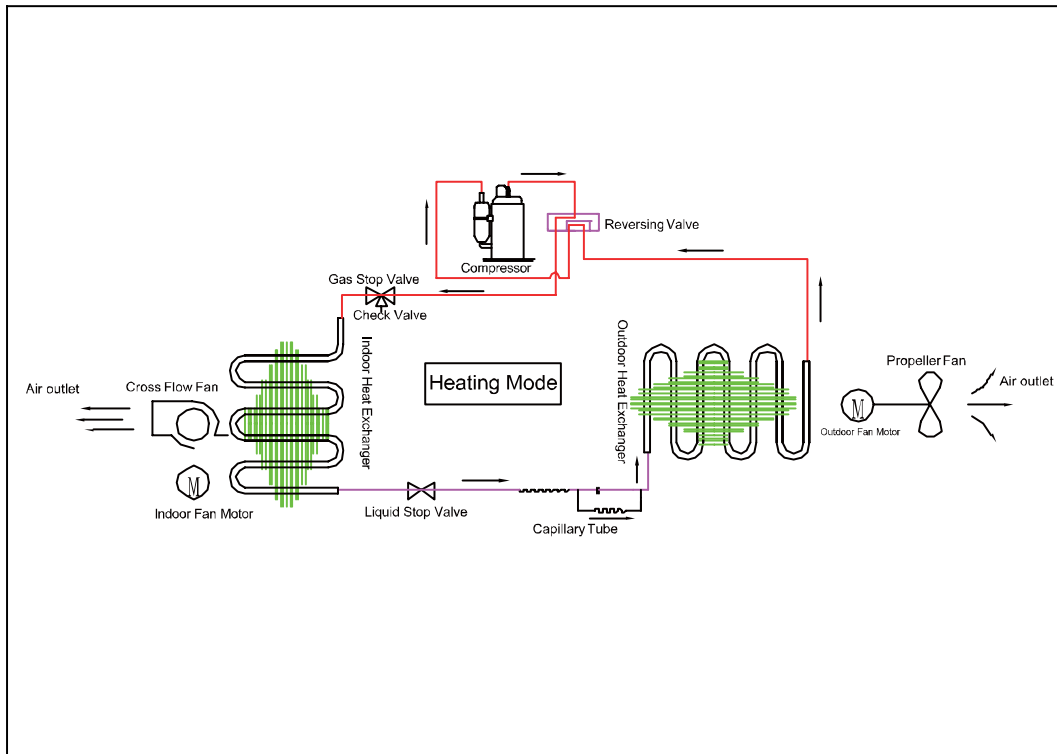 Reversing Valve
Compressor
Gas Stop Valve
Check Valve
Indoor Heat Exchanger
Outdoor Heat Exchanger
Heating Mode
Propeller Fan
Air outlet
Cross Flow Fan
Air outlet
M
Outdoor Fan Motor
M
Indoor Fan Motor
Liquid Stop Valve
Capillary Tube